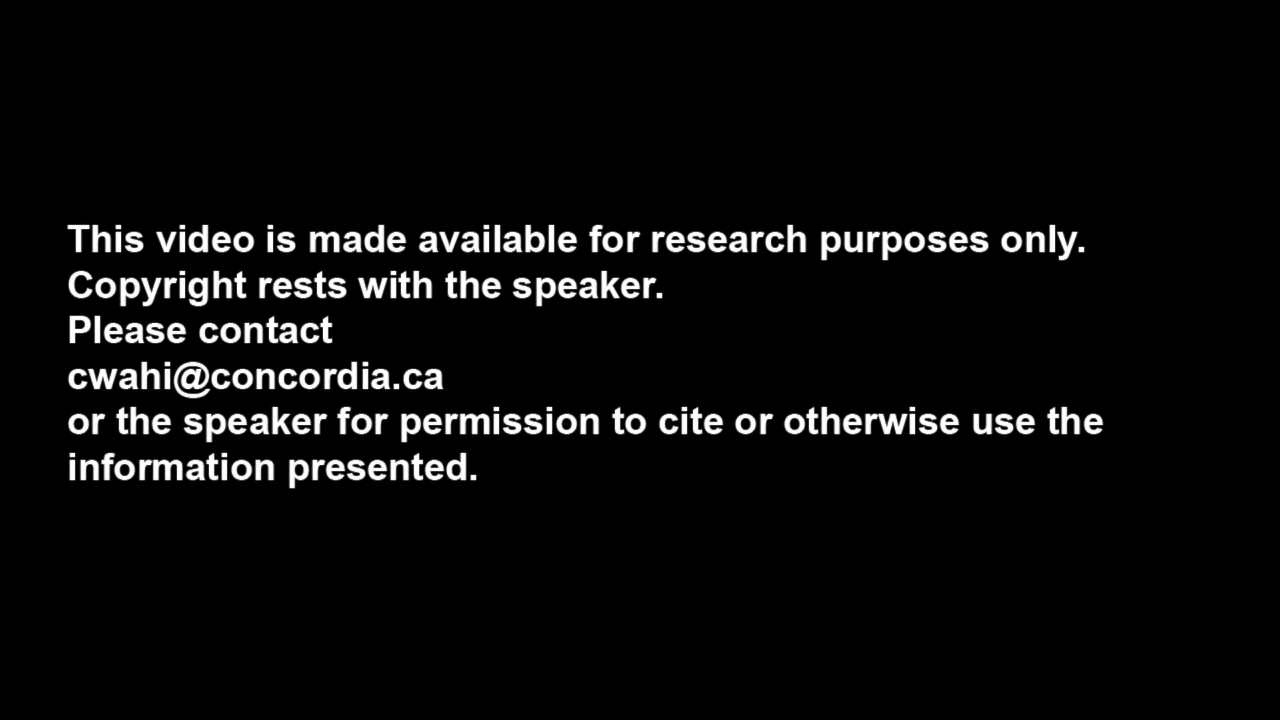 This video is made available for research purposes only.
Copyright rests with the speaker.
Please contact
cwahi@concordia.ca
or the speaker for permission to cite or otherwise use the
information presented.